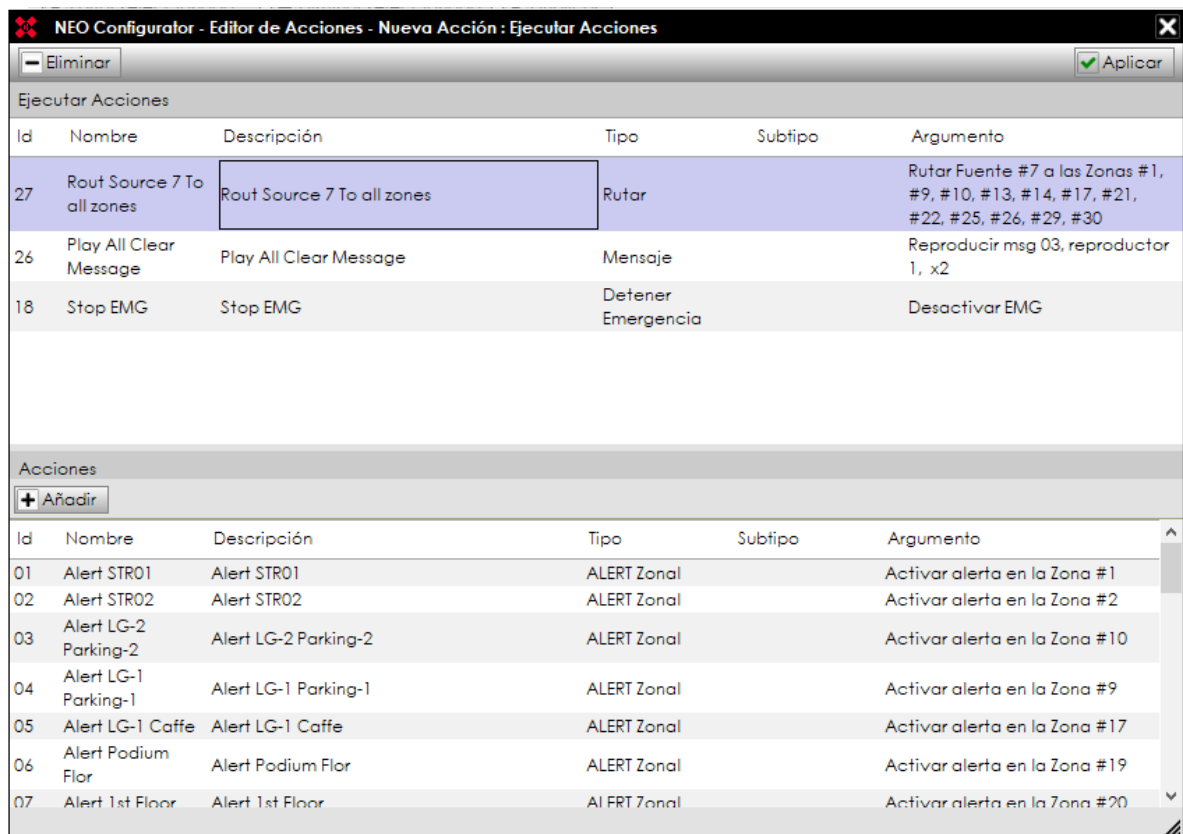 NEO Configurator - Editor de Acciones - Nueva Acción : Ejecutar Acciones
Eliminar
Aplicar
Ejecutar Acciones
Id Nombre Descripción Tipo Subtipo Argumento
27 Rout Source 7 To all zones Rout Source 7 To all zones Rutar Rutar Fuente #7 a las Zonas #1, #9, #10, #13, #14, #17, #21, #22, #25, #26, #29, #30
26 Play All Clear Message Play All Clear Message Mensaje Reproducir msg 03, reproductor 1, x2
18 Stop EMG Stop EMG Detener Emergencia Desactivar EMG
Acciones
Añadir
Id Nombre Descripción Tipo Subtipo Argumento
01 Alert STR01 Alert STR01 ALERT Zonal Activar alerta en la Zona #1
02 Alert STR02 Alert STR02 ALERT Zonal Activar alerta en la Zona #2
03 Alert LG-2 Parking-2 Alert LG-2 Parking-2 ALERT Zonal Activar alerta en la Zona #10
04 Alert LG-1 Parking-1 Alert LG-1 Parking-1 ALERT Zonal Activar alerta en la Zona #9
05 Alert LG-1 Caffe Alert LG-1 Caffe ALERT Zonal Activar alerta en la Zona #17
06 Alert Podium Flor Alert Podium Flor ALERT Zonal Activar alerta en la Zona #19
07 Alert 1st Floor Alert 1st Floor ALERT Zonal Activar alerta en la Zona #20